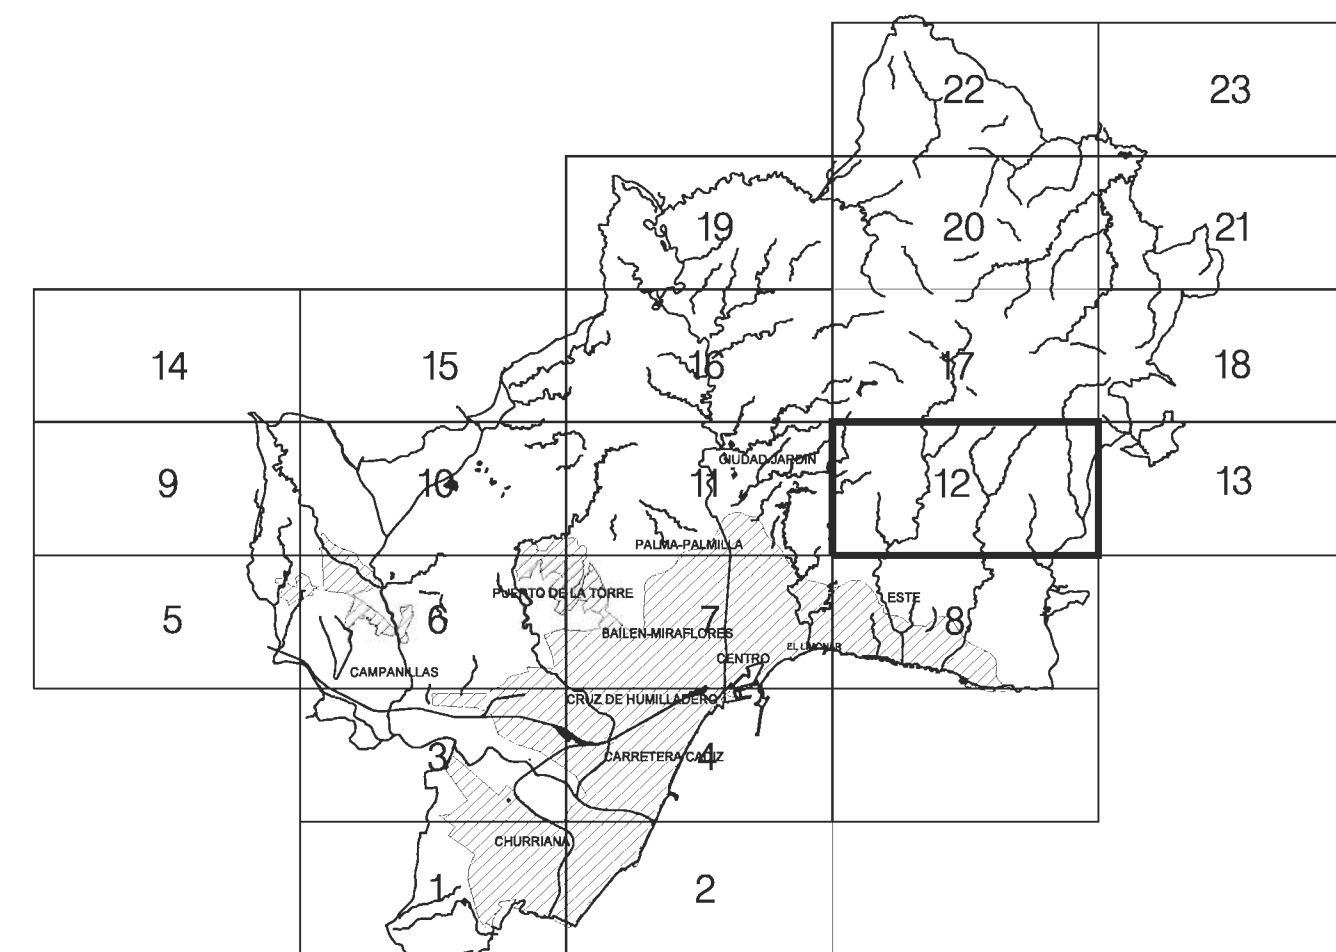 22
23
19
20
21
14
15
16
17
18
CIUDAD JARDIN
9
10
11
12
13
PALMA-PALMILLA
PUERTO DE LA TORRE
ESTE
5
6
7
8
BAILEN-MIRAFLORES
EL LIMONAR
CENTRO
CAMPANILLAS
CRUZ DE HUMILLADERO
3
CARRETERA CADIZ
4
CHURRIANA
1
2